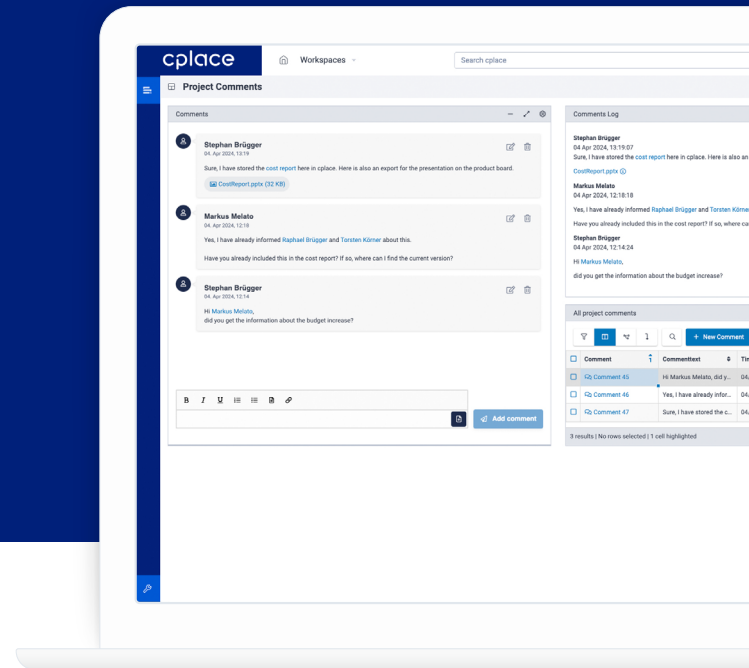 cplace
Workspaces
Search cplace
Project Comments
Comments
Stephan Brügger
04. Apr 2024, 13:19
Sure, I have stored the cost report here in cplace. Here is also an export for the presentation on the product board.
CostReport.pptx (32 KB)
Markus Melato
04. Apr 2024, 12:18
Yes, I have already informed Raphael Brügger and Torsten Körner about this.
Have you already included this in the cost report? If so, where can I find the current version?
Stephan Brügger
04. Apr 2024, 12:14
Hi Markus Melato,
did you get the information about the budget increase?
B I U
Add comment
Comments Log
Stephan Brügger
04 Apr 2024, 13:19:07
Sure, I have stored the cost report here in cplace. Here is also an
CostReport.pptx
Markus Melato
04 Apr 2024, 12:18:18
Yes, I have already informed Raphael Brügger and Torsten Körner
Have you already included this in the cost report? If so, where ca
Stephan Brügger
04 Apr 2024, 12:14:24
Hi Markus Melato,
did you get the information about the budget increase?
All project comments
+ New Comment
Comment 1 Commenttext Tim
Comment 45 Hi Markus Melato, did y... 04.
Comment 46 Yes, I have already infor... 04.
Comment 47 Sure, I have stored the c... 04.
3 results | No rows selected | 1 cell highlighted